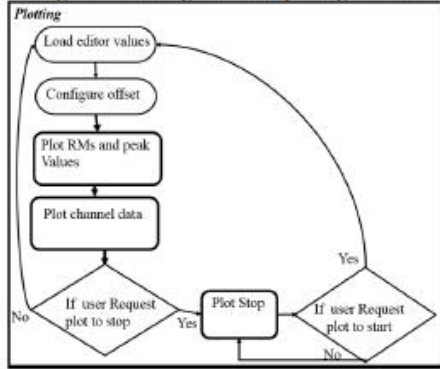 Plotting
Load editor values
Configure offset
Plot RMs and peak
Values
Plot channel data
If user Request
plot to stop
No
Yes
Plot Stop
If user Request
plot to start
Yes
No